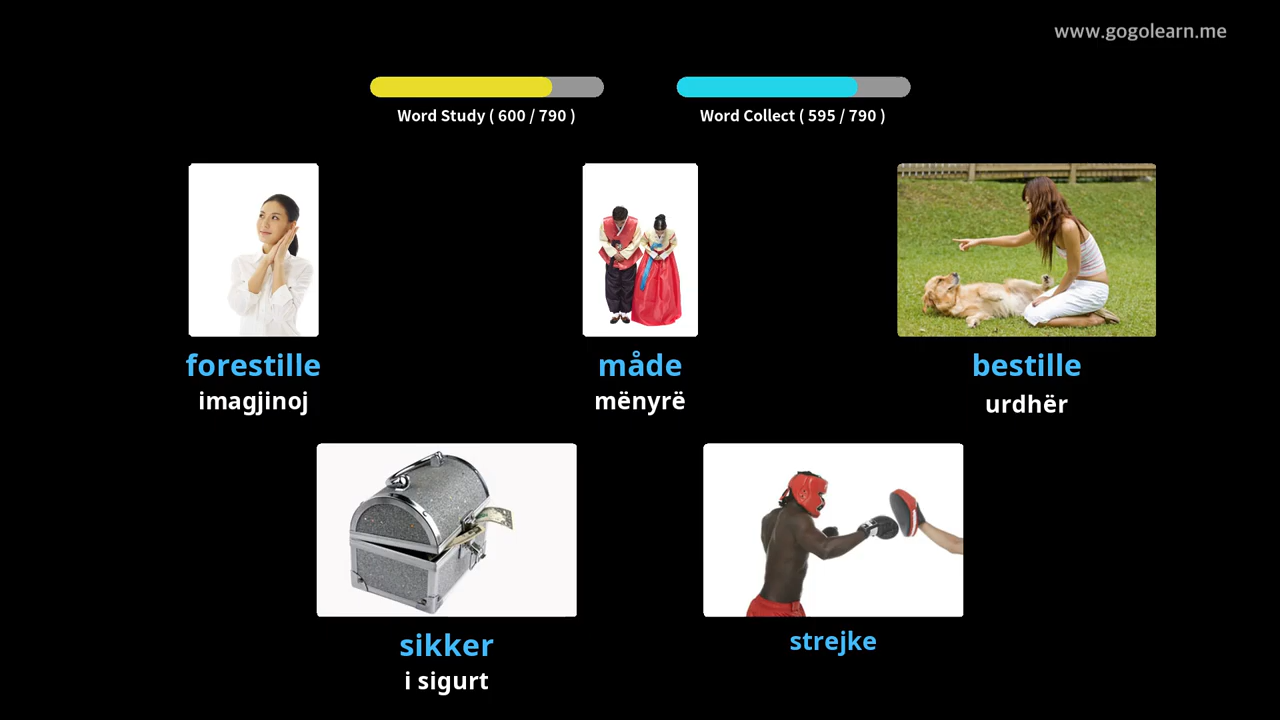 www.gogolearn.me
Word Study ( 600 / 790 )
Word Collect ( 595 / 790 )
forestille
imagjinoj
måde
mënyrë
bestille
urdhër
sikker
i sigurt
strejke